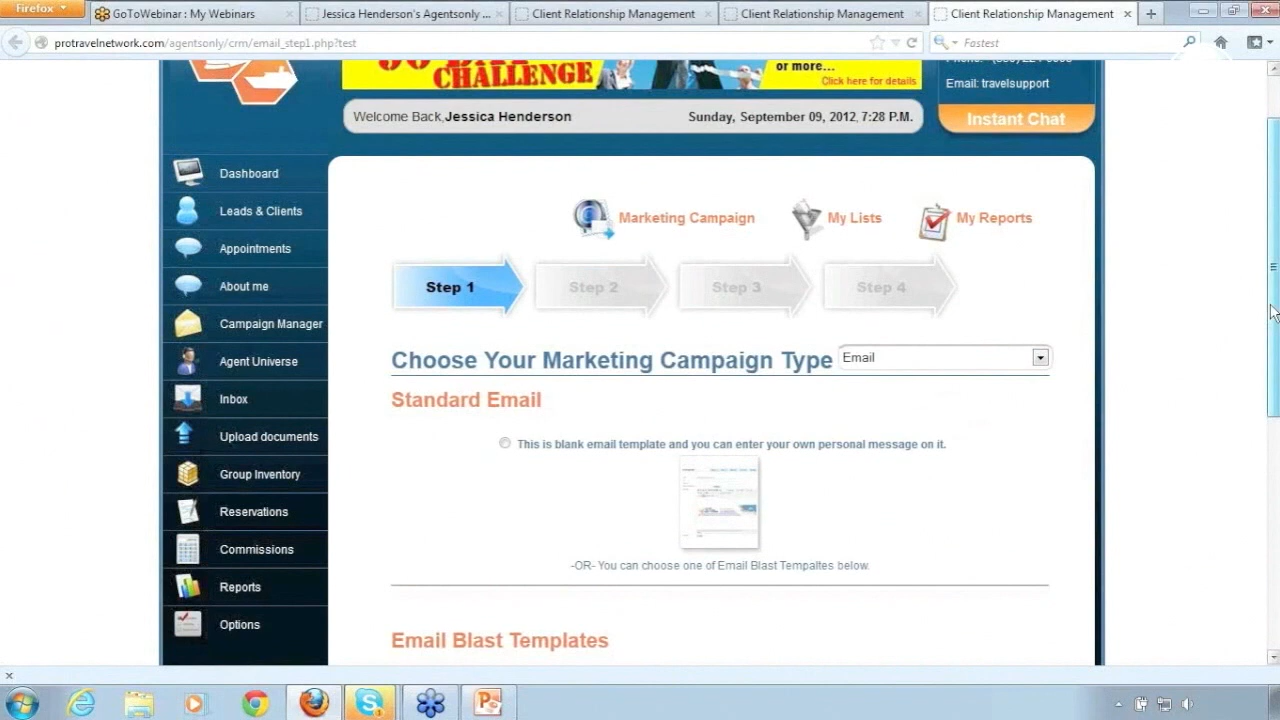 Firefox
GoToWebinar : My Webinars
Jessica Henderson's Agentsonly ...
Client Relationship Management
Client Relationship Management
Client Relationship Management
protravelnetwork.com/agentsonly/crm/email_step1.php?test
Fastest
CHALLENGE
or more...
Click here for details
Email: travelsupport
Welcome Back,Jessica Henderson
Sunday, September 09, 2012, 7:28 P.M.
Instant Chat
Dashboard
Leads & Clients
Appointments
About me
Campaign Manager
Agent Universe
Inbox
Upload documents
Group Inventory
Reservations
Commissions
Reports
Options
Marketing Campaign
My Lists
My Reports
Step 1
Step 2
Step 3
Step 4
Choose Your Marketing Campaign Type
Email
Standard Email
This is blank email template and you can enter your own personal message on it.
-OR- You can choose one of Email Blast Tempaltes below.
Email Blast Templates